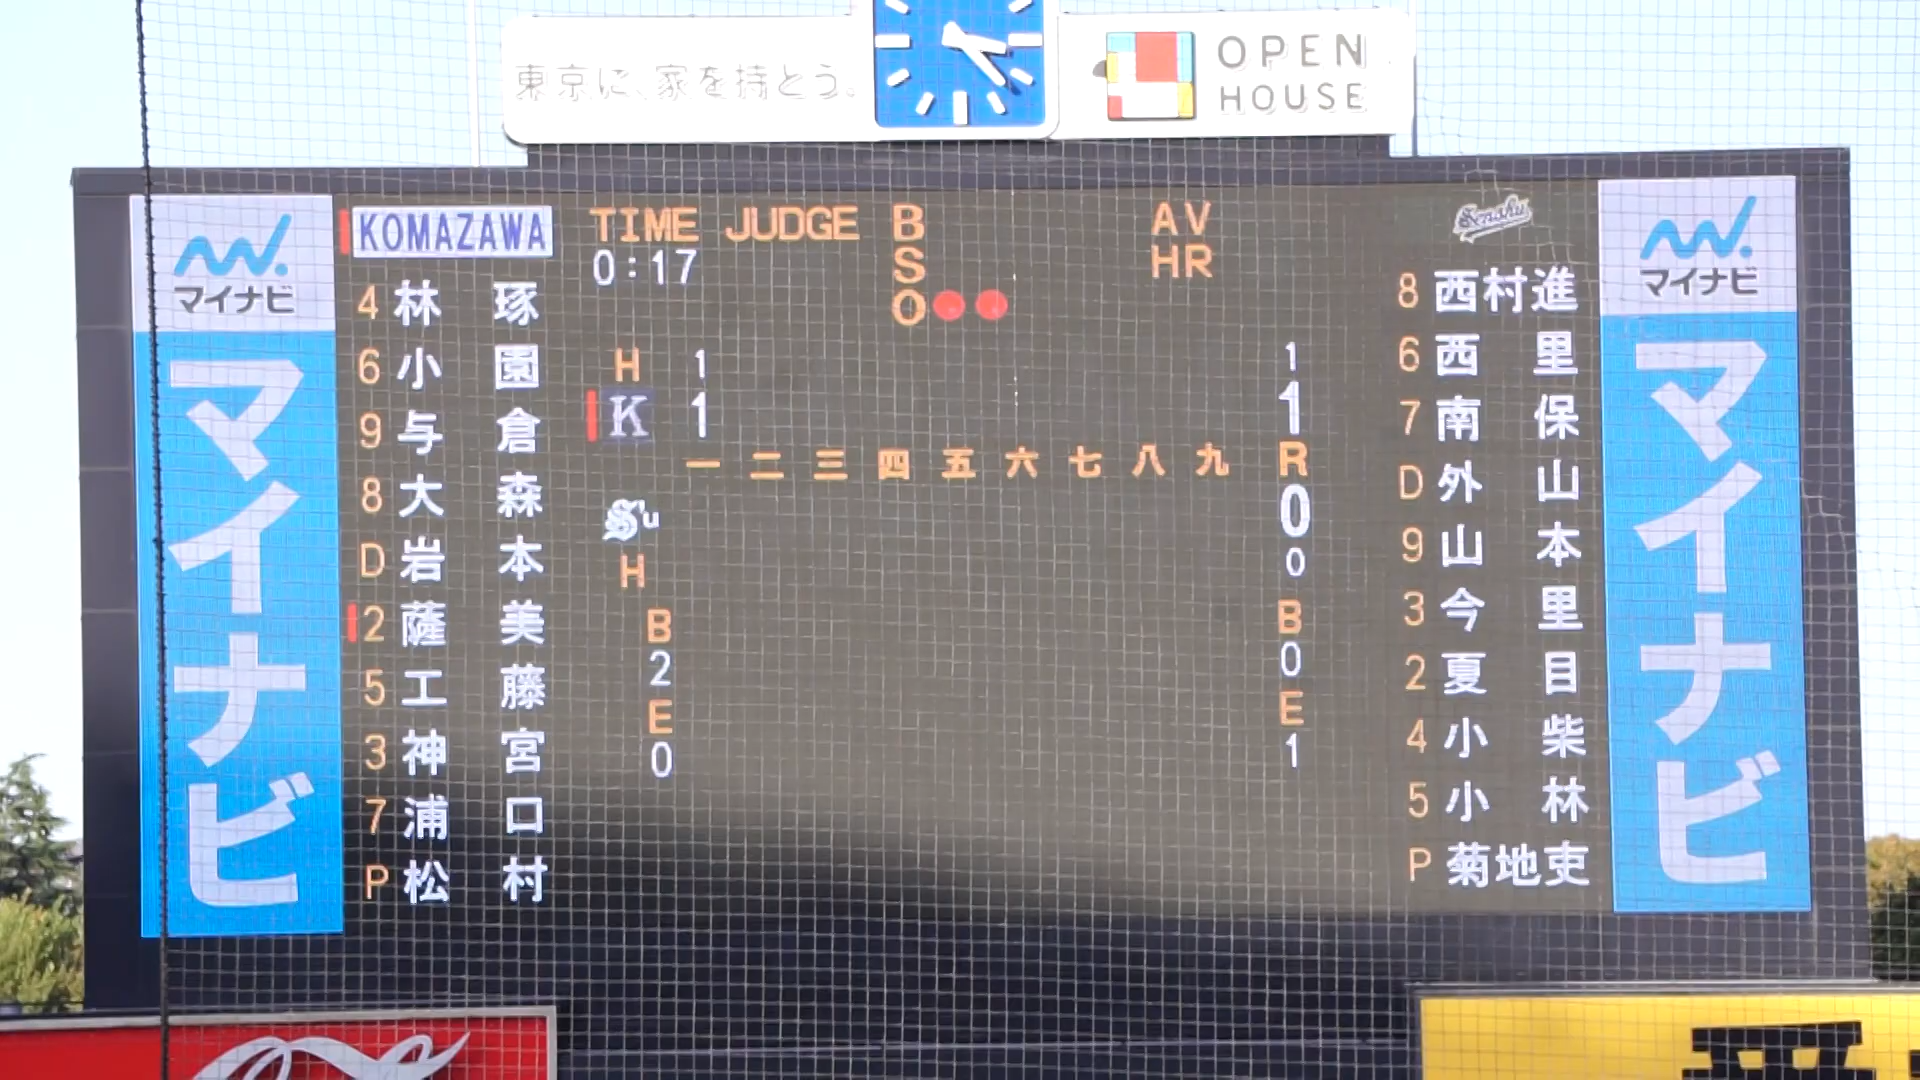 東京に、家を持とう。
OPEN
HOUSE
マイナビ
マイナビ
KOMAZAWA
4 林 琢
6 小 園
9 与 倉
8 大 森
D 岩 本
2 薩 美
5 工 藤
3 神 宮
7 浦 口
P 松 村
TIME JUDGE
0:17
B
S
O
AV
HR
H 1 1
K 1 1
一 二 三 四 五 六 七 八 九 R
S'u 0
H 0
B B
2 0
E E
0 1
Senshu
8 西村進
6 西 里
7 南 保
D 外 山
9 山 本
3 今 里
2 夏 目
4 小 柴
5 小 林
P 菊地吏
マイナビ
マイナビ